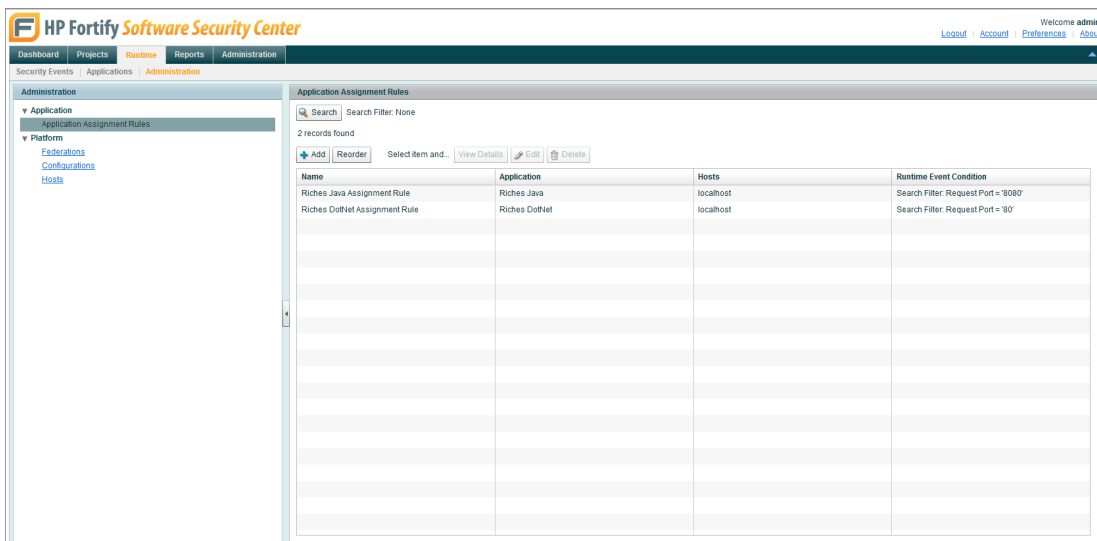 HP Fortify Software Security Center
Welcome admin
Logout | Account | Preferences | Abou
Dashboard Projects Runtime Reports Administration
Security Events | Applications | Administration
Administration
Application
Application Assignment Rules
Platform
Federations
Configurations
Hosts
Application Assignment Rules
Search Search Filter: None
2 records found
Add Reorder Select item and... View Details Edit Delete
Name Application Hosts Runtime Event Condition
Riches Java Assignment Rule Riches Java localhost Search Filter: Request Port = '8080'
Riches DotNet Assignment Rule Riches DotNet localhost Search Filter: Request Port = '80'